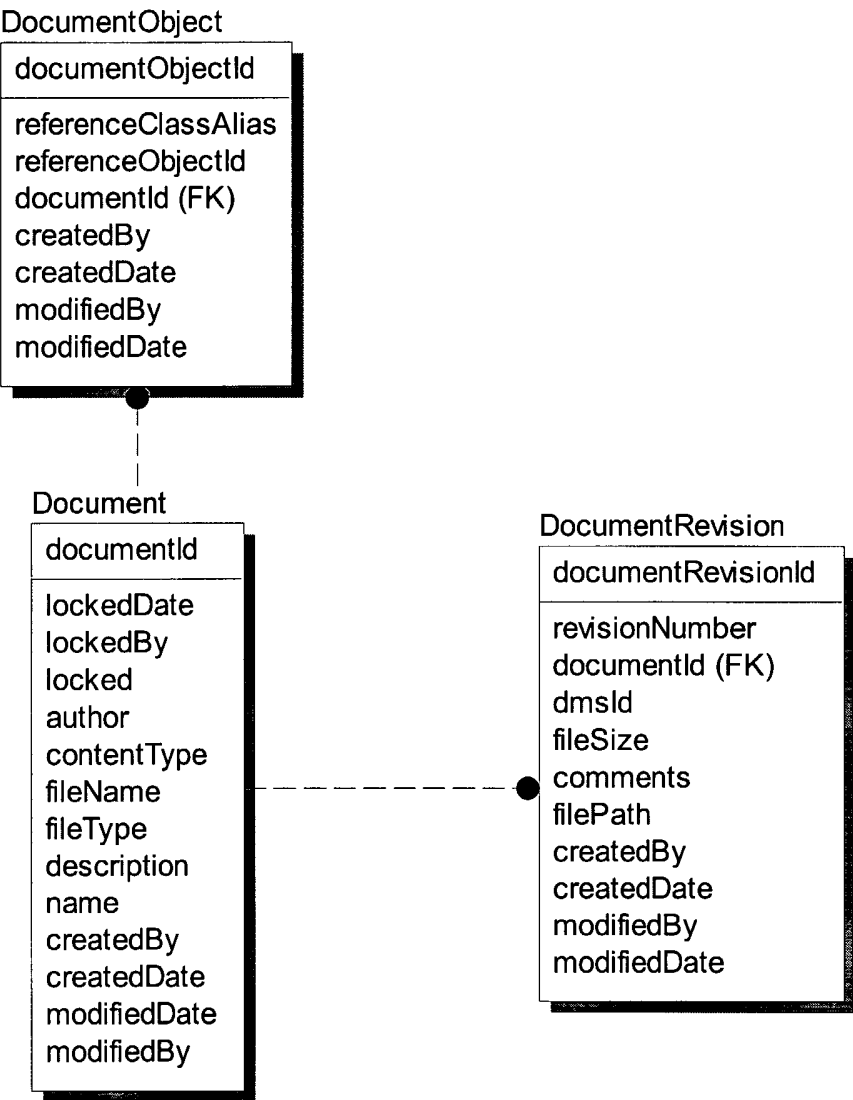 DocumentObject
documentObjectId
referenceClassAlias
referenceObjectId
documentId (FK)
createdBy
createdDate
modifiedBy
modifiedDate
Document
documentId
lockedDate
lockedBy
locked
author
contentType
fileName
fileType
description
name
createdBy
createdDate
modifiedDate
modifiedBy
DocumentRevision
documentRevisionId
revisionNumber
documentId (FK)
dmsId
fileSize
comments
filePath
createdBy
createdDate
modifiedBy
modifiedDate